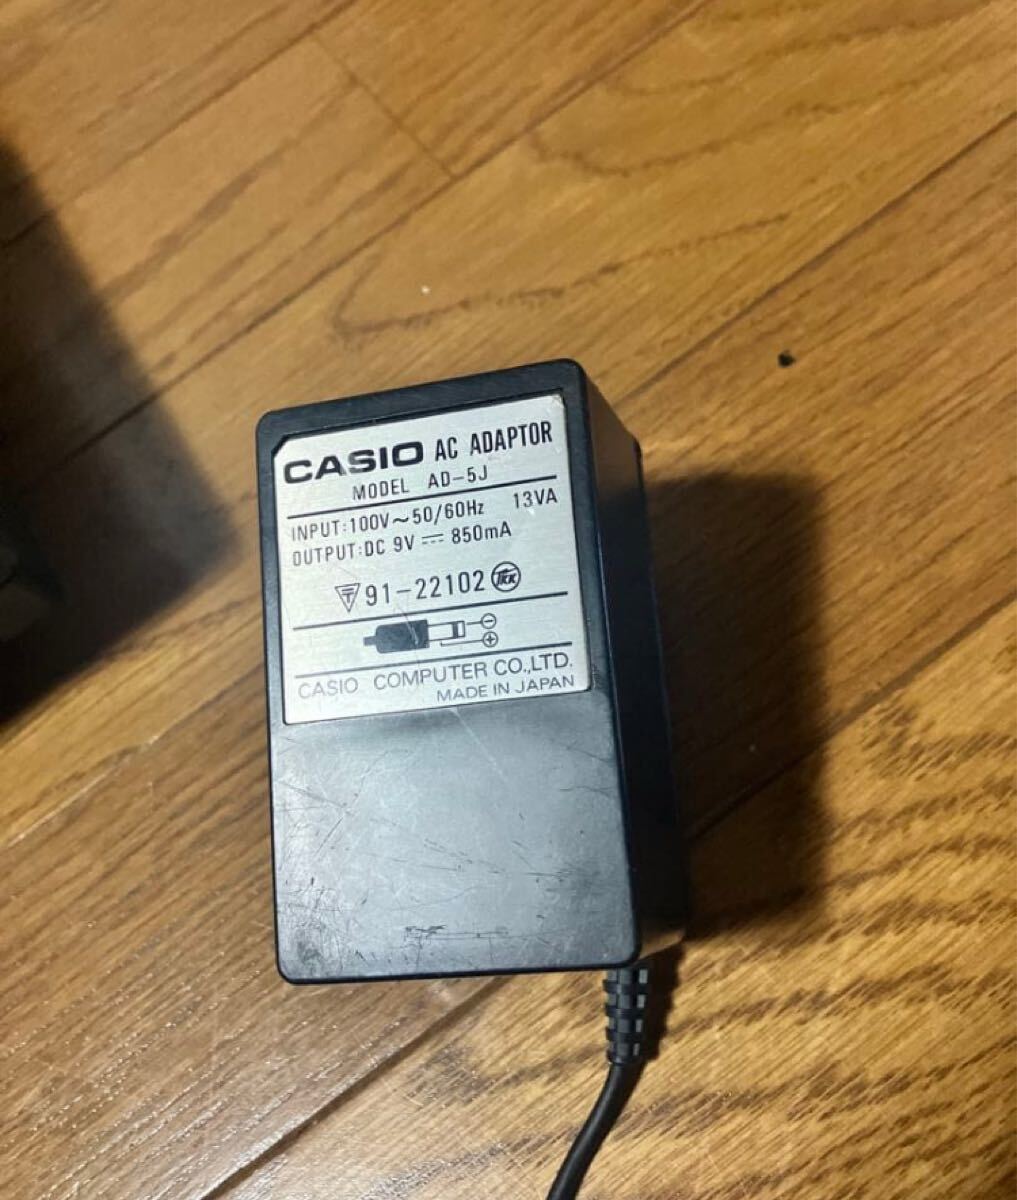 CASIO AC ADAPTOR
MODEL AD-5J
INPUT:100V~50/60Hz 13VA
OUTPUT:DC 9V⎓850mA
〒 91-22102 TKK
CASIO COMPUTER CO.,LTD.
MADE IN JAPAN